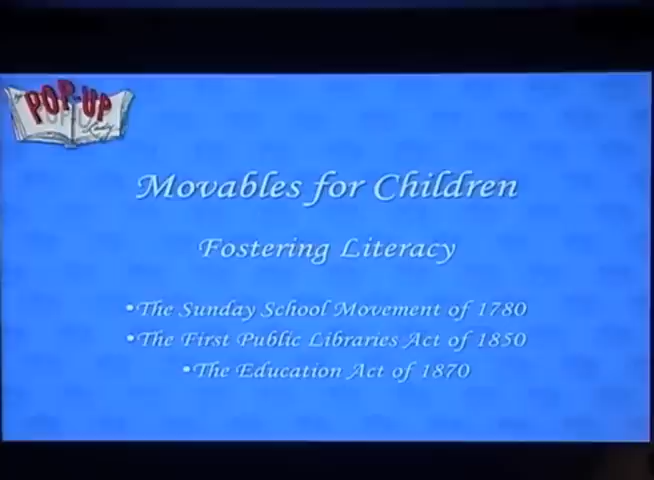 POP-UP
Lady
Movables for Children
Fostering Literacy
•The Sunday School Movement of 1780
•The First Public Libraries Act of 1850
•The Education Act of 1870